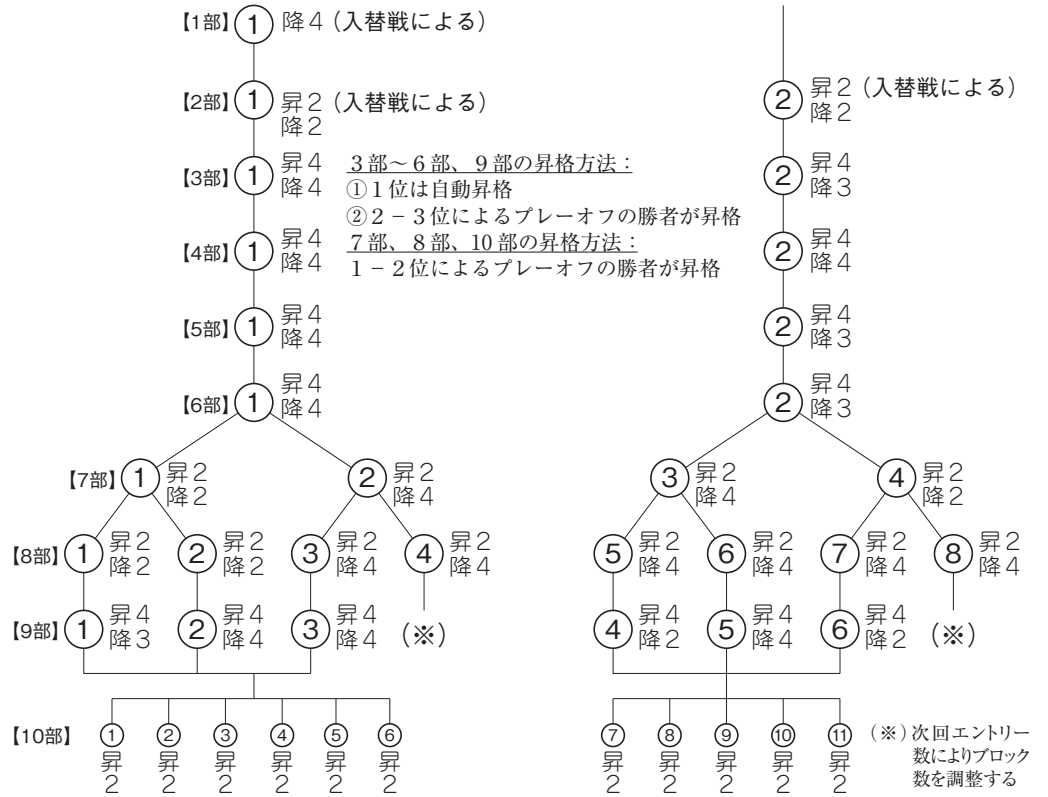 【1部】 1 降4（入替戦による）
【2部】 1 昇2（入替戦による）
降2
2 昇2（入替戦による）
降2
【3部】 1 昇4
降4
３部～６部、９部の昇格方法：
①１位は自動昇格
②２－３位によるプレーオフの勝者が昇格
７部、８部、10部の昇格方法：
１－２位によるプレーオフの勝者が昇格
2 昇4
降3
【4部】 1 昇4
降4
2 昇4
降4
【5部】 1 昇4
降4
2 昇4
降3
【6部】 1 昇4
降4
2 昇4
降3
【7部】 1 昇2
降2
2 昇2
降4
3 昇2
降4
4 昇2
降2
【8部】 1 昇2
降2
2 昇2
降2
3 昇2
降4
4 昇2
降4
5 昇2
降4
6 昇2
降4
7 昇2
降4
8 昇2
降4
【9部】 1 昇4
降3
2 昇4
降4
3 昇4
降4
（※）
4 昇4
降2
5 昇4
降4
6 昇4
降2
（※）
【10部】 1 2 3 4 5 6 7 8 9 10 11
昇2 昇2 昇2 昇2 昇2 昇2 昇2 昇2 昇2 昇2 昇2
（※）次回エントリー
数によりブロック
数を調整する